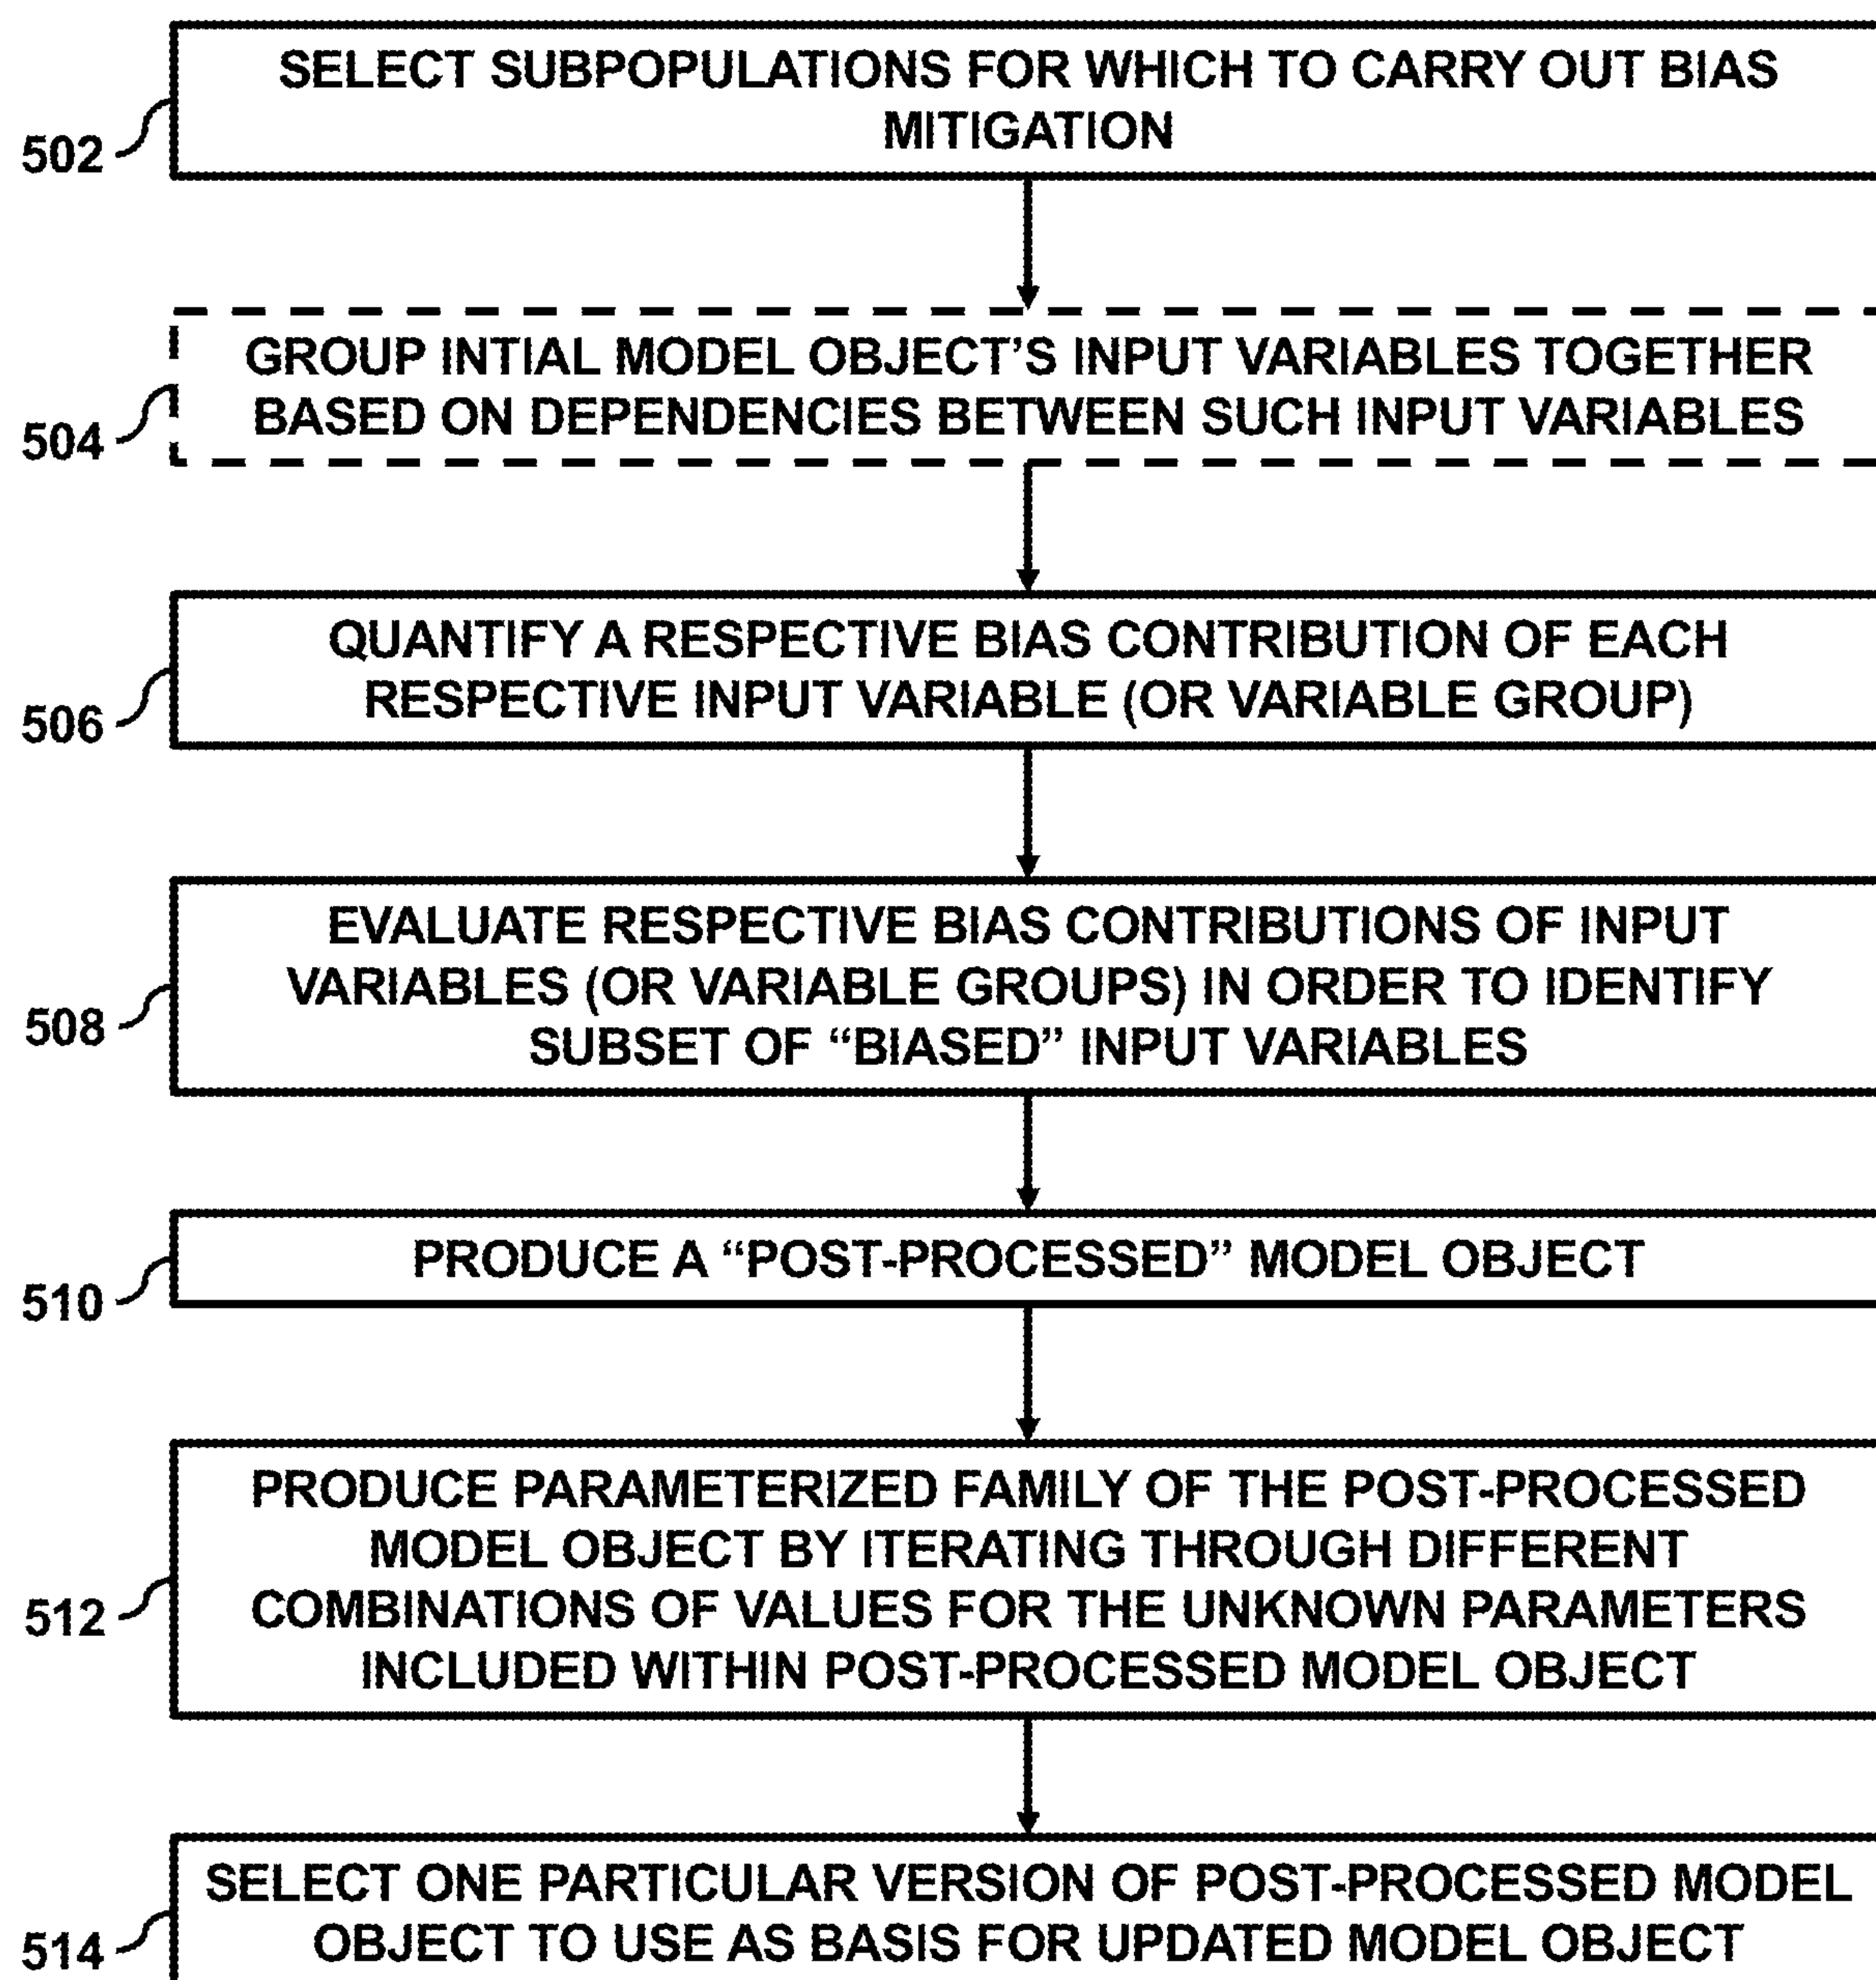 SELECT SUBPOPULATIONS FOR WHICH TO CARRY OUT BIAS
MITIGATION
502
GROUP INTIAL MODEL OBJECT’S INPUT VARIABLES TOGETHER
BASED ON DEPENDENCIES BETWEEN SUCH INPUT VARIABLES
504
QUANTIFY A RESPECTIVE BIAS CONTRIBUTION OF EACH
RESPECTIVE INPUT VARIABLE (OR VARIABLE GROUP)
506
EVALUATE RESPECTIVE BIAS CONTRIBUTIONS OF INPUT
VARIABLES (OR VARIABLE GROUPS) IN ORDER TO IDENTIFY
SUBSET OF “BIASED” INPUT VARIABLES
508
PRODUCE A “POST-PROCESSED” MODEL OBJECT
510
PRODUCE PARAMETERIZED FAMILY OF THE POST-PROCESSED
MODEL OBJECT BY ITERATING THROUGH DIFFERENT
COMBINATIONS OF VALUES FOR THE UNKNOWN PARAMETERS
INCLUDED WITHIN POST-PROCESSED MODEL OBJECT
512
SELECT ONE PARTICULAR VERSION OF POST-PROCESSED MODEL
OBJECT TO USE AS BASIS FOR UPDATED MODEL OBJECT
514